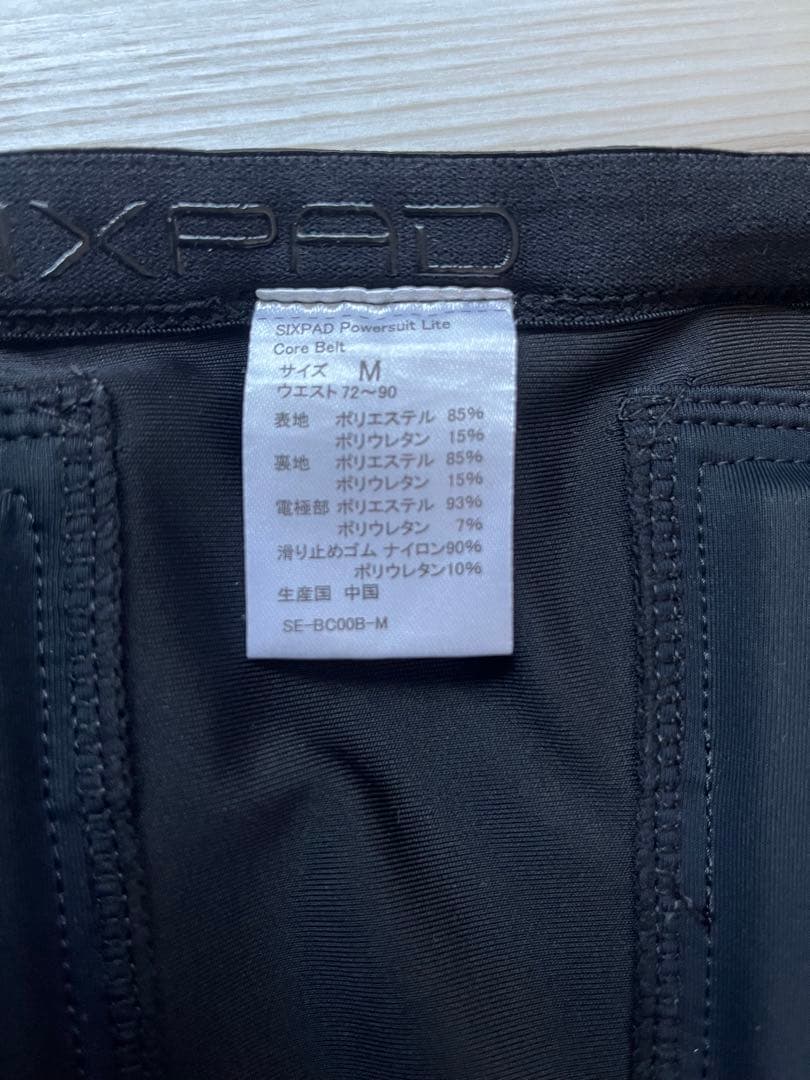 SIXPAD
SIXPAD Powersuit Lite
Core Belt
サイズ M
ウエスト72～90
表地 ポリエステル 85%
ポリウレタン 15%
裏地 ポリエステル 85%
ポリウレタン 15%
電極部 ポリエステル 93%
ポリウレタン 7%
滑り止めゴム ナイロン90%
ポリウレタン10%
生産国 中国
SE-BC00B-M